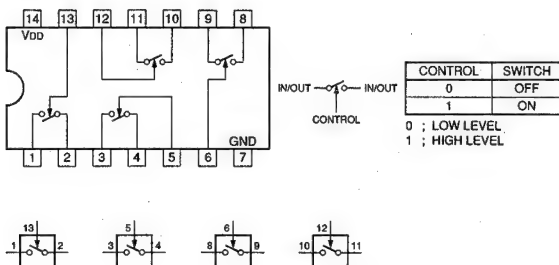 14 13 12 11 10 9 8
VDD
GND
1 2 3 4 5 6 7
IN/OUT IN/OUT
CONTROL
CONTROL SWITCH
0 OFF
1 ON
0 ; LOW LEVEL
1 ; HIGH LEVEL
13 5 6 12
1 2 3 4 8 9 10 11